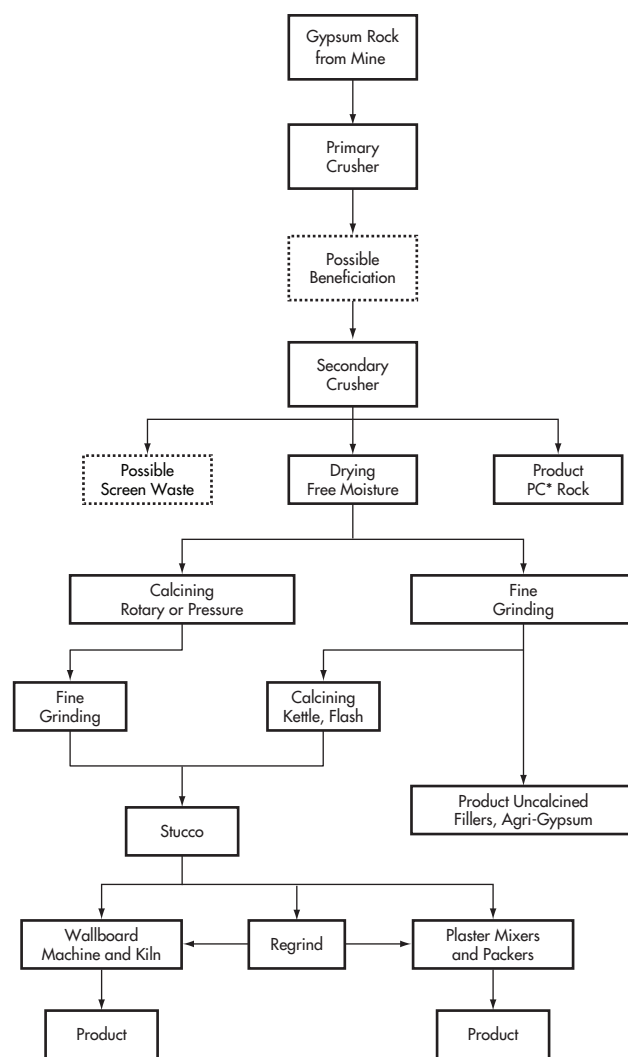 Gypsum Rock
from Mine
Primary
Crusher
Possible
Beneficiation
Secondary
Crusher
Possible
Screen Waste
Drying
Free Moisture
Product
PC* Rock
Calcining
Rotary or Pressure
Fine
Grinding
Fine
Grinding
Calcining
Kettle, Flash
Product Uncalcined
Fillers, Agri-Gypsum
Stucco
Wallboard
Machine and Kiln
Regrind
Plaster Mixers
and Packers
Product
Product